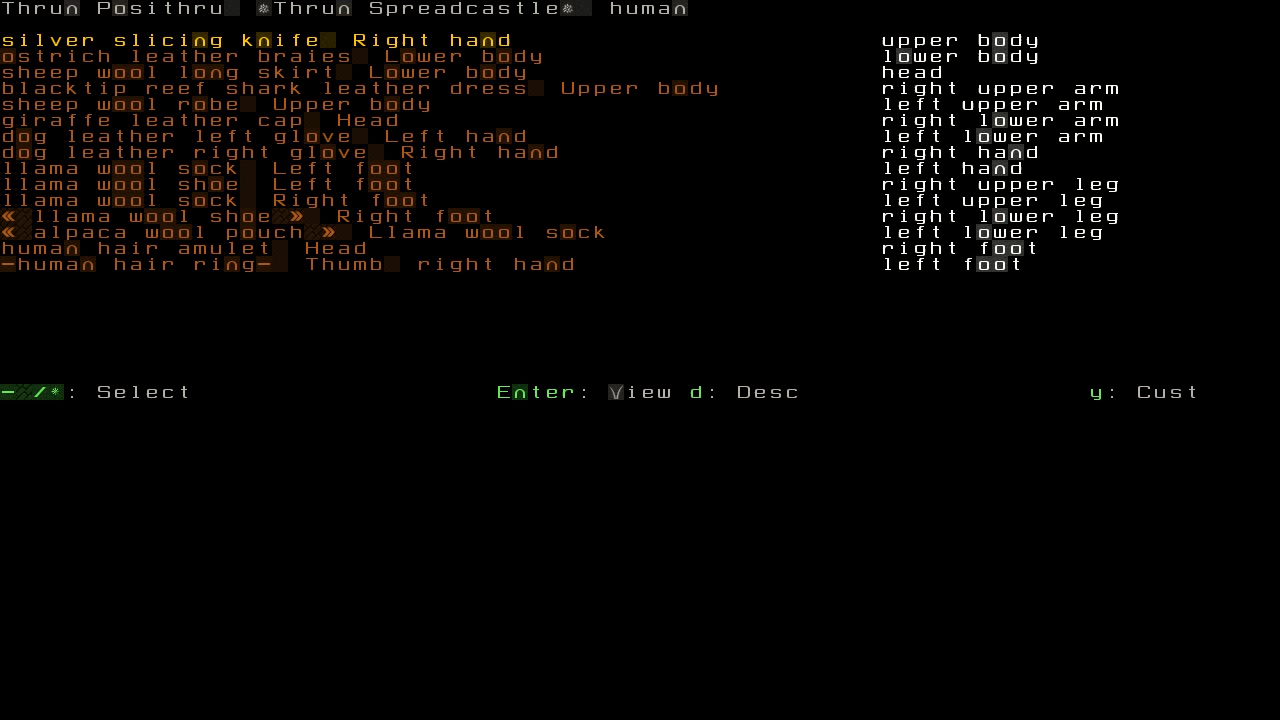 Thrun Posithru *Thrun Spreadcastle* human
silver slicing knife Right hand
ostrich leather braies Lower body
sheep wool long skirt Lower body
blacktip reef shark leather dress Upper body
sheep wool robe Upper body
giraffe leather cap Head
dog leather left glove Left hand
dog leather right glove Right hand
llama wool sock Left foot
llama wool shoe Left foot
llama wool sock Right foot
« llama wool shoe » Right foot
« alpaca wool pouch » Llama wool sock
human hair amulet Head
-human hair ring- Thumb right hand
upper body
lower body
head
right upper arm
left upper arm
right lower arm
left lower arm
right hand
left hand
right upper leg
left upper leg
right lower leg
left lower leg
right foot
left foot
- /*: Select Enter: View d: Desc y: Cust